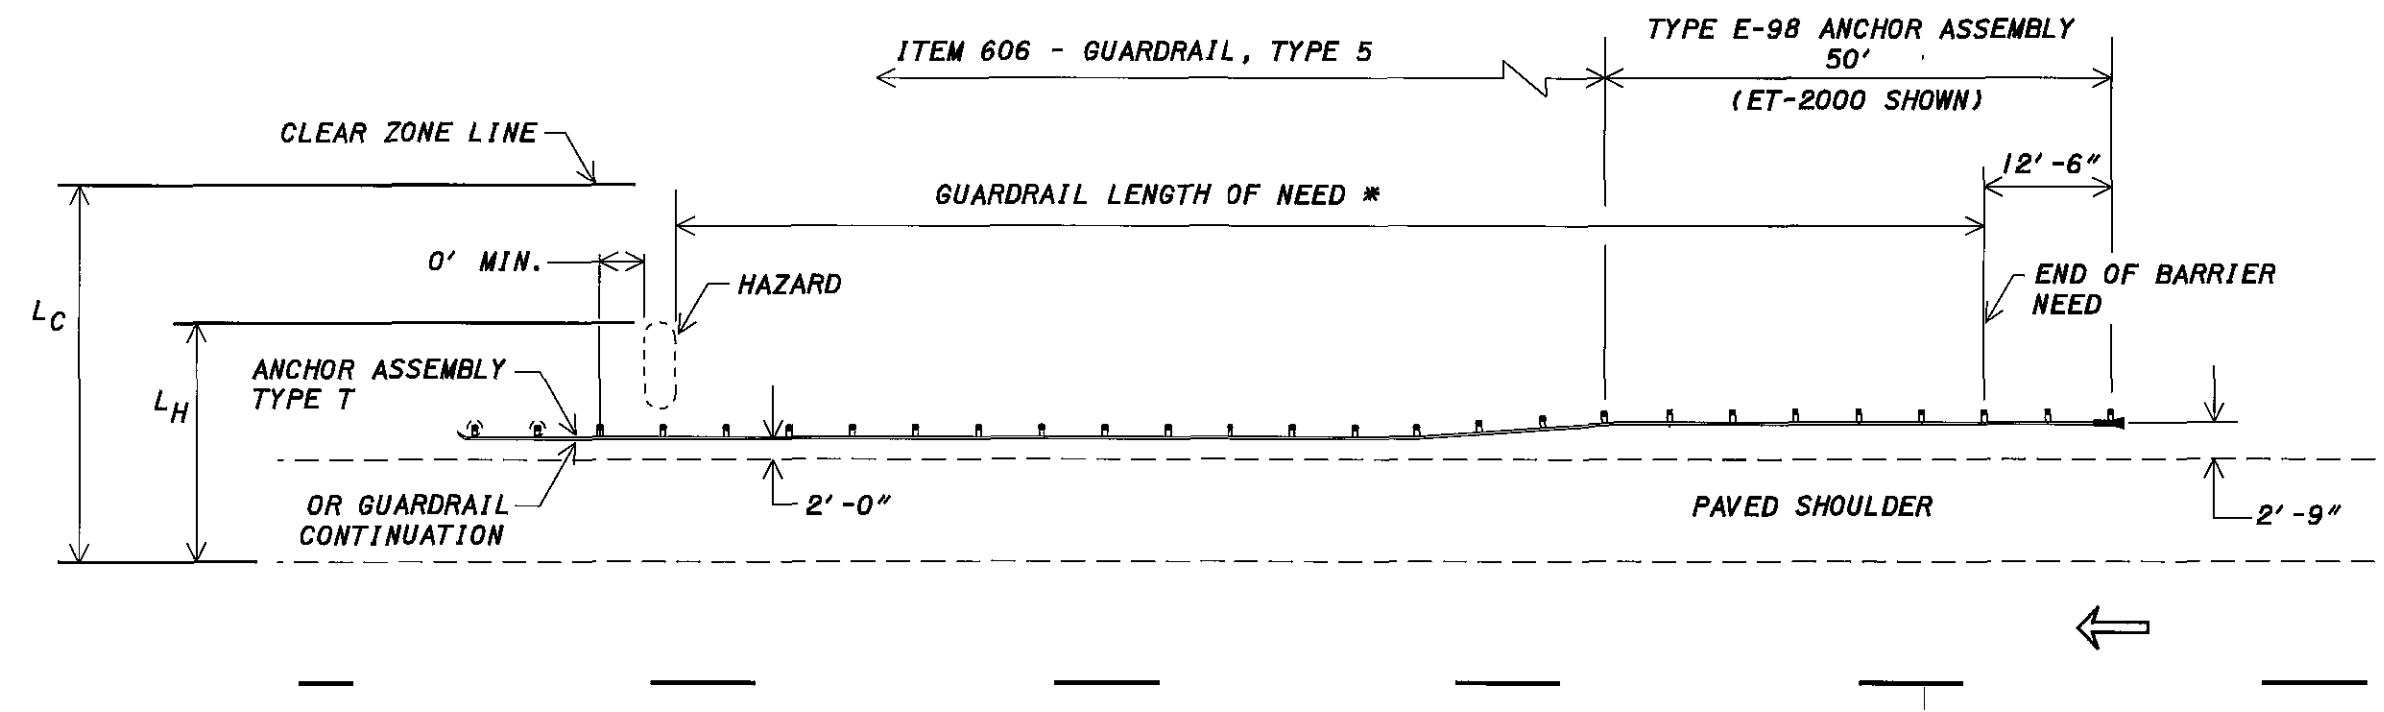 TYPE E-98 ANCHOR ASSEMBLY
50'
(ET-2000 SHOWN)
ITEM 606 - GUARDRAIL, TYPE 5
CLEAR ZONE LINE
12'-6"
GUARDRAIL LENGTH OF NEED *
0' MIN.
HAZARD
END OF BARRIER
NEED
LC
LH
ANCHOR ASSEMBLY
TYPE T
OR GUARDRAIL
CONTINUATION
2'-0"
PAVED SHOULDER
2'-9"